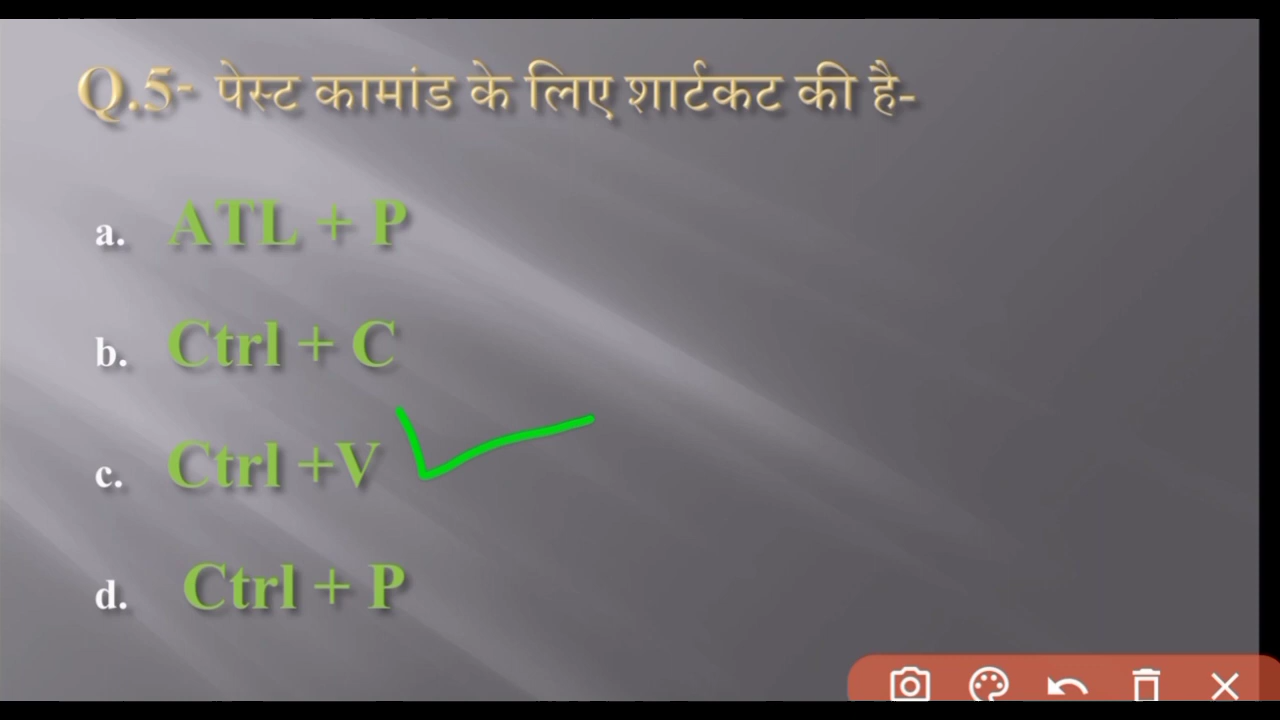 Q.5- पेस्ट कामांड के लिए शार्टकट की है-
a. ATL + P
b. Ctrl + C
c. Ctrl +V
d. Ctrl + P